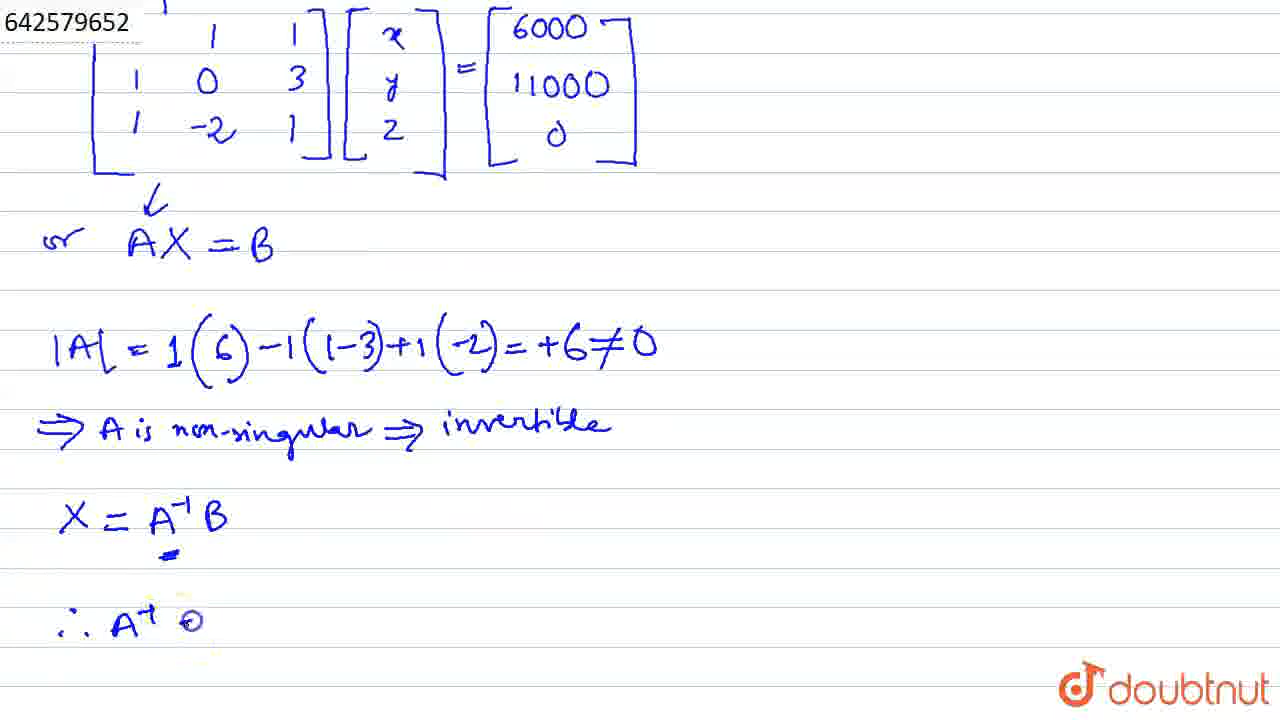 642579652
1 1 x 6000
1 0 3 y = 11000
1 -2 1 z 0
or AX = B
|A| = 1(6)-1(1-3)+1(-2) = +6 ≠ 0
⇒ A is non-singular ⇒ invertible
X = A⁻¹B
∴ A⁻¹
doubtnut